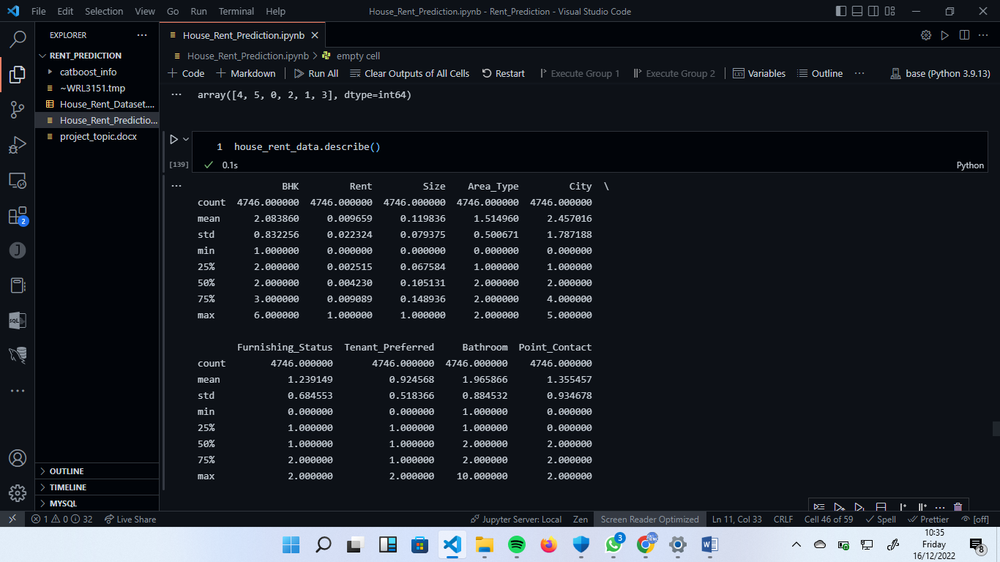 File Edit Selection View Go Run Terminal Help House_Rent_Prediction.ipynb - Rent_Prediction - Visual Studio Code
EXPLORER ···
House_Rent_Prediction.ipynb
RENT_PREDICTION
House_Rent_Prediction.ipynb > empty cell
catboost_info
~WRL3151.tmp
House_Rent_Dataset....
House_Rent_Predictio...
project_topic.docx
+ Code + Markdown Run All Clear Outputs of All Cells Restart Execute Group 1 Execute Group 2 Variables Outline ··· base (Python 3.9.13)
··· array([4, 5, 0, 2, 1, 3], dtype=int64)
1 house_rent_data.describe()
[139] 0.1s Python
··· BHK Rent Size Area_Type City \
count 4746.000000 4746.000000 4746.000000 4746.000000 4746.000000
mean 2.083860 0.009659 0.119836 1.514960 2.457016
std 0.832256 0.022324 0.079375 0.500671 1.787188
min 1.000000 0.000000 0.000000 0.000000 0.000000
25% 2.000000 0.002515 0.067584 1.000000 1.000000
50% 2.000000 0.004230 0.105131 2.000000 2.000000
75% 3.000000 0.009089 0.148936 2.000000 4.000000
max 6.000000 1.000000 1.000000 2.000000 5.000000
Furnishing_Status Tenant_Preferred Bathroom Point_Contact
count 4746.000000 4746.000000 4746.000000 4746.000000
mean 1.239149 0.924568 1.965866 1.355457
std 0.684553 0.518366 0.884532 0.934678
min 0.000000 0.000000 1.000000 0.000000
25% 1.000000 1.000000 1.000000 0.000000
50% 1.000000 1.000000 2.000000 2.000000
75% 2.000000 1.000000 2.000000 2.000000
max 2.000000 2.000000 10.000000 2.000000
2
J
SQL
OUTLINE
TIMELINE
MYSQL
1 0 32 Live Share Jupyter Server: Local Zen Screen Reader Optimized Ln 11, Col 33 CRLF Cell 46 of 59 Spell Prettier [off]
3
10:35
Friday
16/12/2022
8